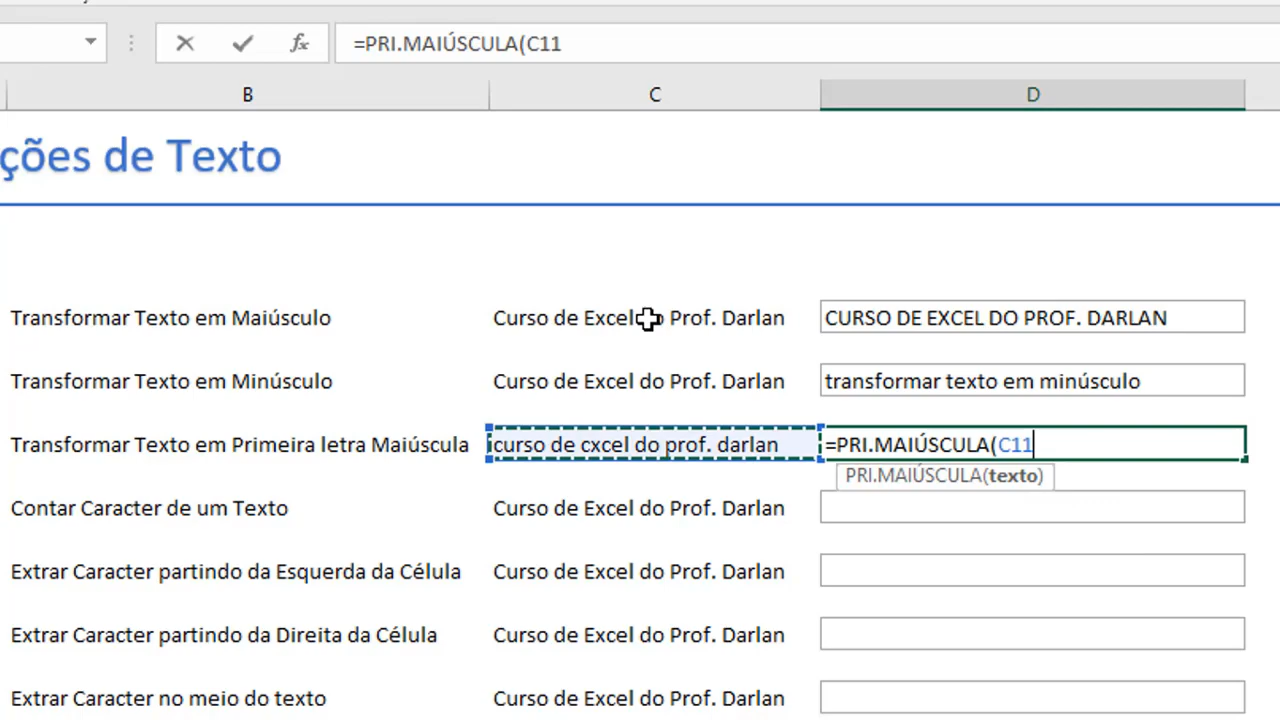 =PRI.MAIÚSCULA(C11
B C D
ções de Texto
Transformar Texto em Maiúsculo Curso de Excel do Prof. Darlan CURSO DE EXCEL DO PROF. DARLAN
Transformar Texto em Minúsculo Curso de Excel do Prof. Darlan transformar texto em minúsculo
Transformar Texto em Primeira letra Maiúscula curso de cxcel do prof. darlan =PRI.MAIÚSCULA(C11
PRI.MAIÚSCULA(texto)
Contar Caracter de um Texto Curso de Excel do Prof. Darlan
Extrar Caracter partindo da Esquerda da Célula Curso de Excel do Prof. Darlan
Extrar Caracter partindo da Direita da Célula Curso de Excel do Prof. Darlan
Extrar Caracter no meio do texto Curso de Excel do Prof. Darlan